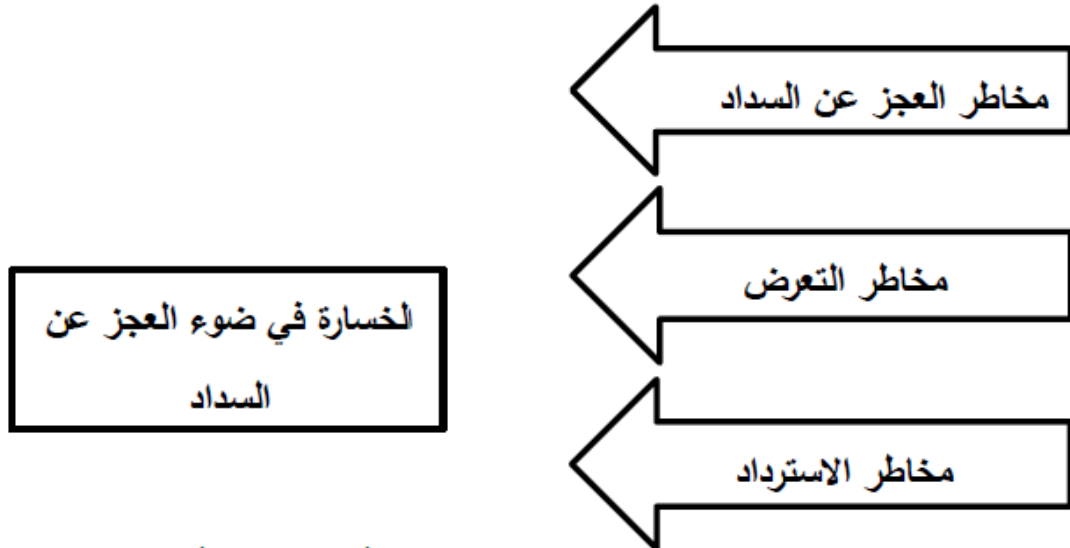 مخاطر العجز عن السداد
مخاطر التعرض
الخسارة في ضوء العجز عن
السداد
مخاطر الاسترداد